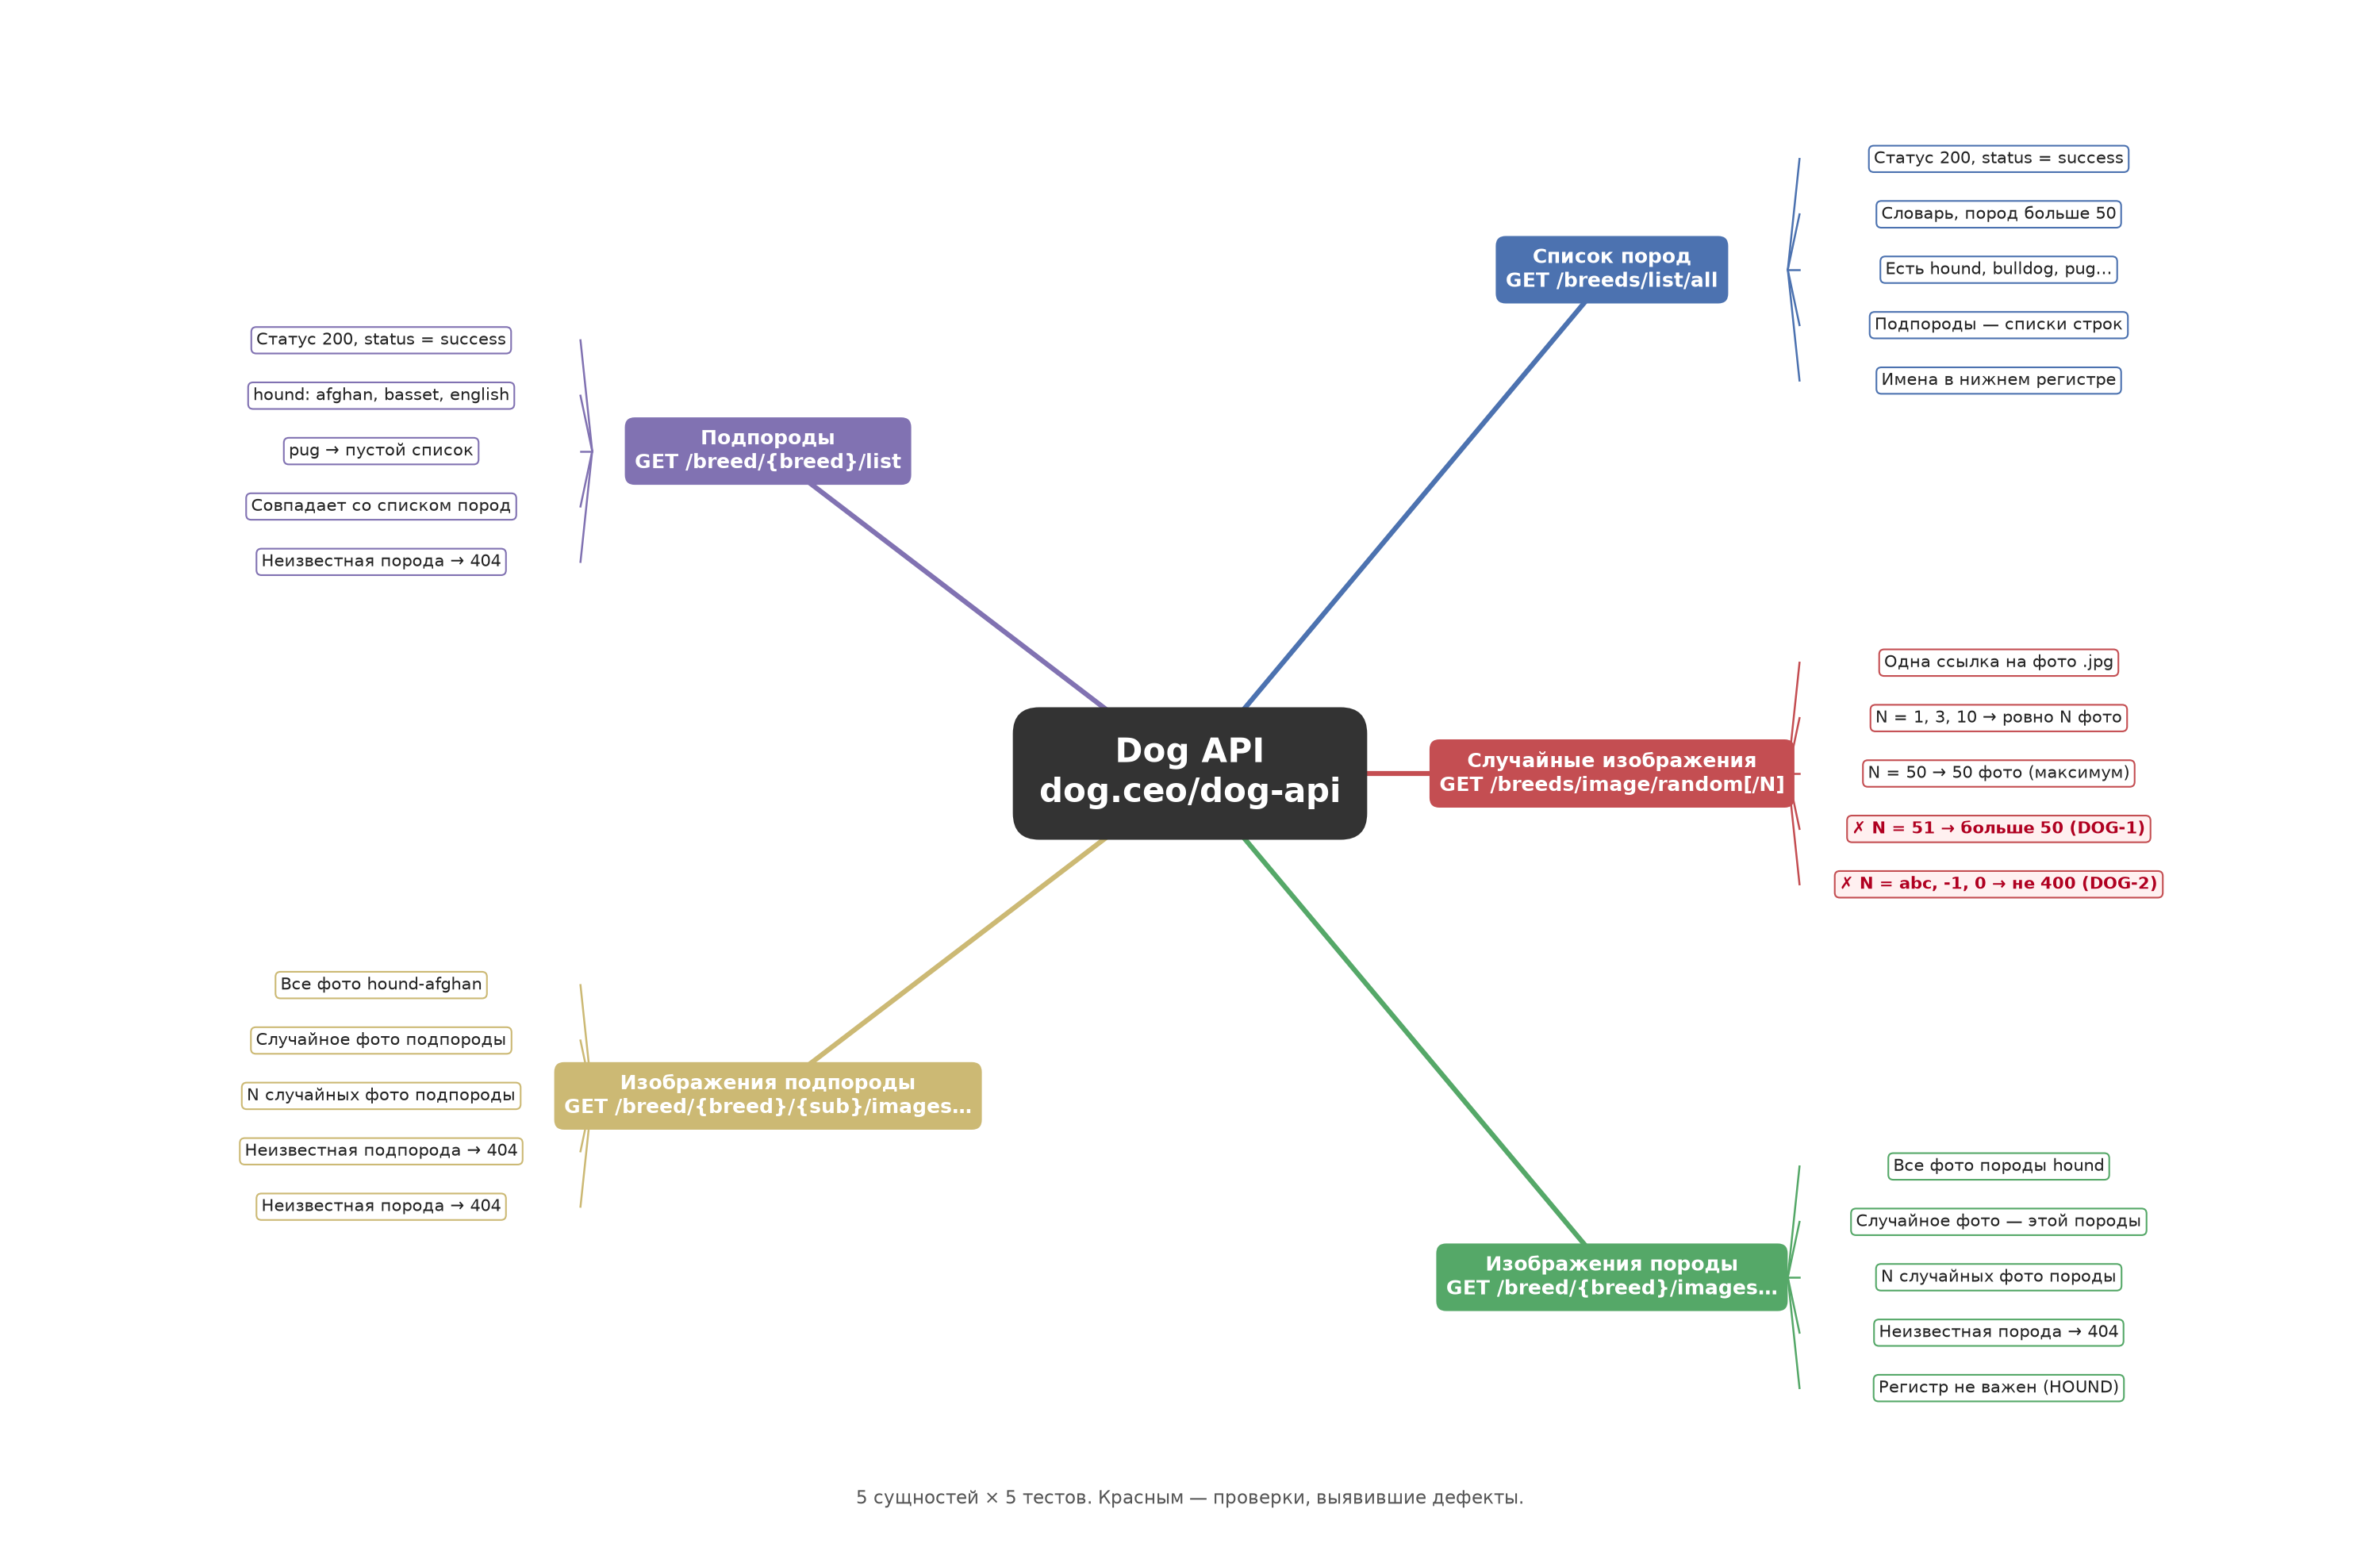 Dog API
dog.ceo/dog-api
Список пород
GET /breeds/list/all
Статус 200, status = success
Словарь, пород больше 50
Есть hound, bulldog, pug…
Подпороды — списки строк
Имена в нижнем регистре
Случайные изображения
GET /breeds/image/random[/N]
Одна ссылка на фото .jpg
N = 1, 3, 10 → ровно N фото
N = 50 → 50 фото (максимум)
✗ N = 51 → больше 50 (DOG-1)
✗ N = abc, -1, 0 → не 400 (DOG-2)
Изображения породы
GET /breed/{breed}/images…
Все фото породы hound
Случайное фото — этой породы
N случайных фото породы
Неизвестная порода → 404
Регистр не важен (HOUND)
Подпороды
GET /breed/{breed}/list
Статус 200, status = success
hound: afghan, basset, english
pug → пустой список
Совпадает со списком пород
Неизвестная порода → 404
Изображения подпороды
GET /breed/{breed}/{sub}/images…
Все фото hound-afghan
Случайное фото подпороды
N случайных фото подпороды
Неизвестная подпорода → 404
Неизвестная порода → 404
5 сущностей × 5 тестов. Красным — проверки, выявившие дефекты.